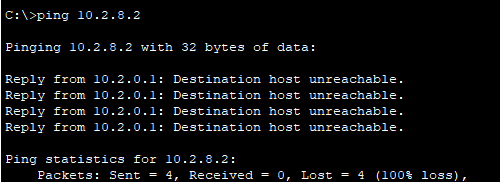 C:\>ping 10.2.8.2
Pinging 10.2.8.2 with 32 bytes of data:
Reply from 10.2.0.1: Destination host unreachable.
Reply from 10.2.0.1: Destination host unreachable.
Reply from 10.2.0.1: Destination host unreachable.
Reply from 10.2.0.1: Destination host unreachable.
Ping statistics for 10.2.8.2:
    Packets: Sent = 4, Received = 0, Lost = 4 (100% loss),